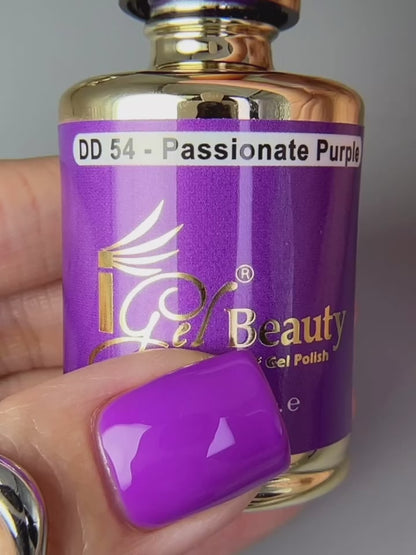 DD 54 - Passionate Purple
iGel Beauty®
Gel Polish
.e